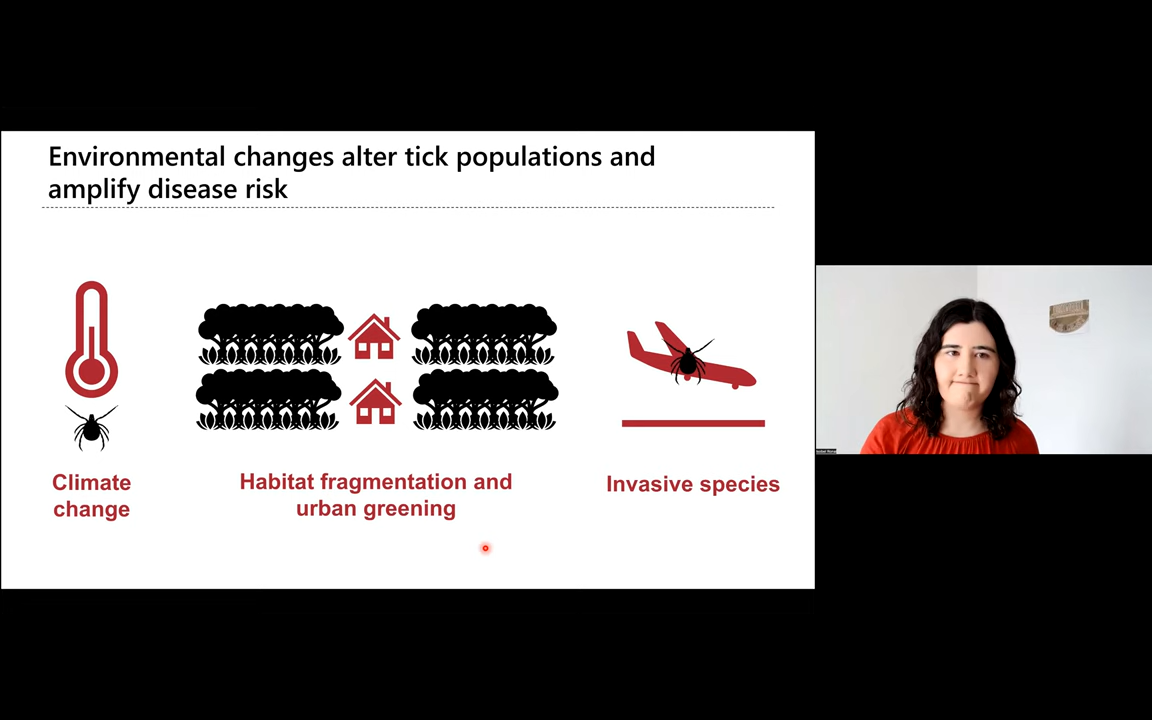 Environmental changes alter tick populations and
amplify disease risk
Climate
change
Habitat fragmentation and
urban greening
Invasive species